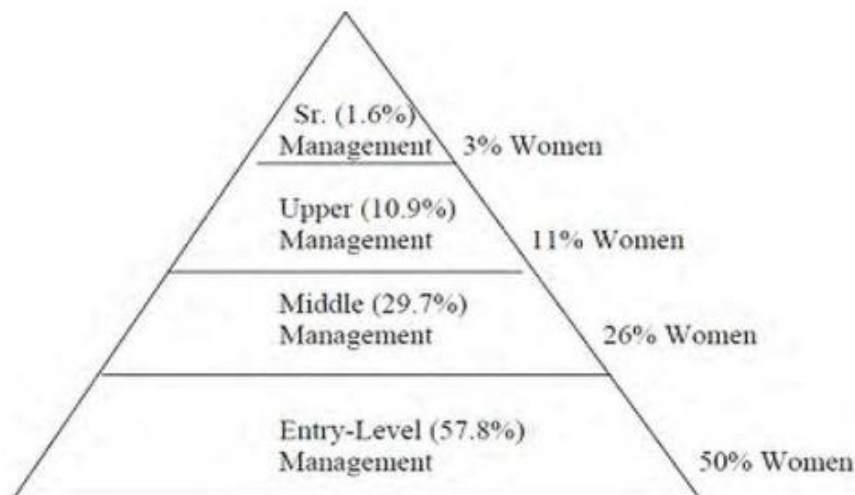 Sr. (1.6%)
Management 3% Women
Upper (10.9%)
Management 11% Women
Middle (29.7%)
Management 26% Women
Entry-Level (57.8%)
Management 50% Women